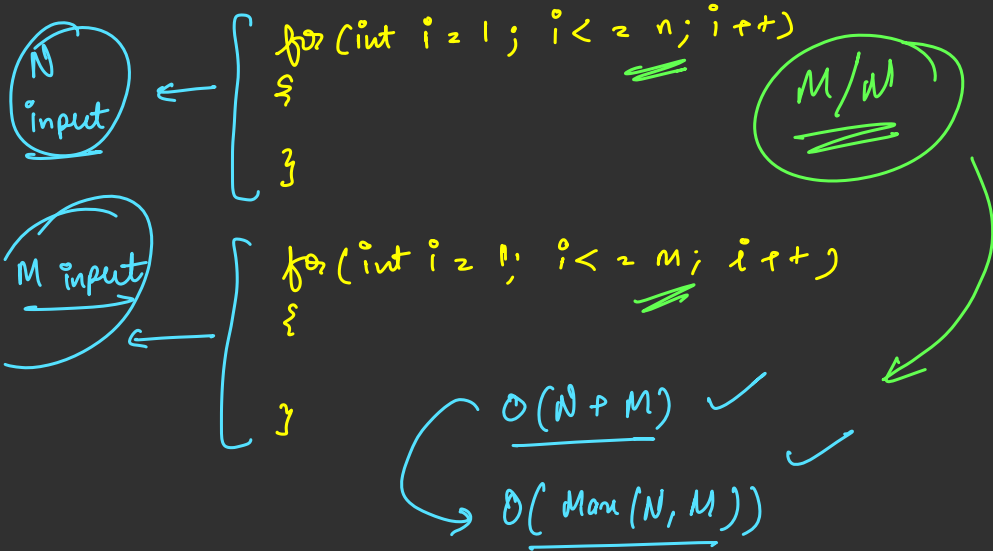 for (int i = 1; i <= n; i++)
{
}
N
input
M/N
for (int i = 1; i <= m; i++)
{
}
M input
O(N + M)
O(Max(N, M))